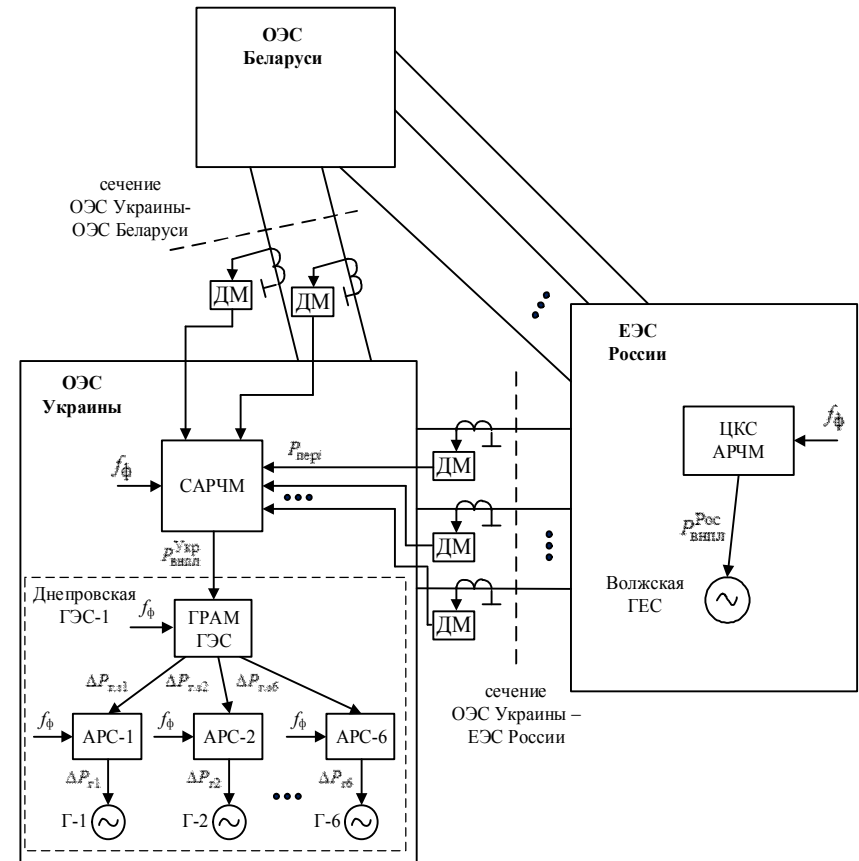 ОЭС
Беларуси
сечение
ОЭС Украины-
ОЭС Беларуси
ДМ
ДМ
ЕЭС
России
ОЭС
Украины
ЦКС
АРЧМ
fф
Pперi
ДМ
fф
САРЧМ
ДМ
PРосвнпл
PУкрвнпл
Волжская
ГЕС
Днепровская
ГЭС-1
fф
ГРАМ
ГЭС
ДМ
ΔPг.з1
ΔPг.з2
ΔPг.з6
сечение
ОЭС Украины –
ЕЭС России
fф
АРС-1
fф
АРС-2
fф
АРС-6
ΔPг1
ΔPг2
ΔPг6
Г-1
Г-2
Г-6